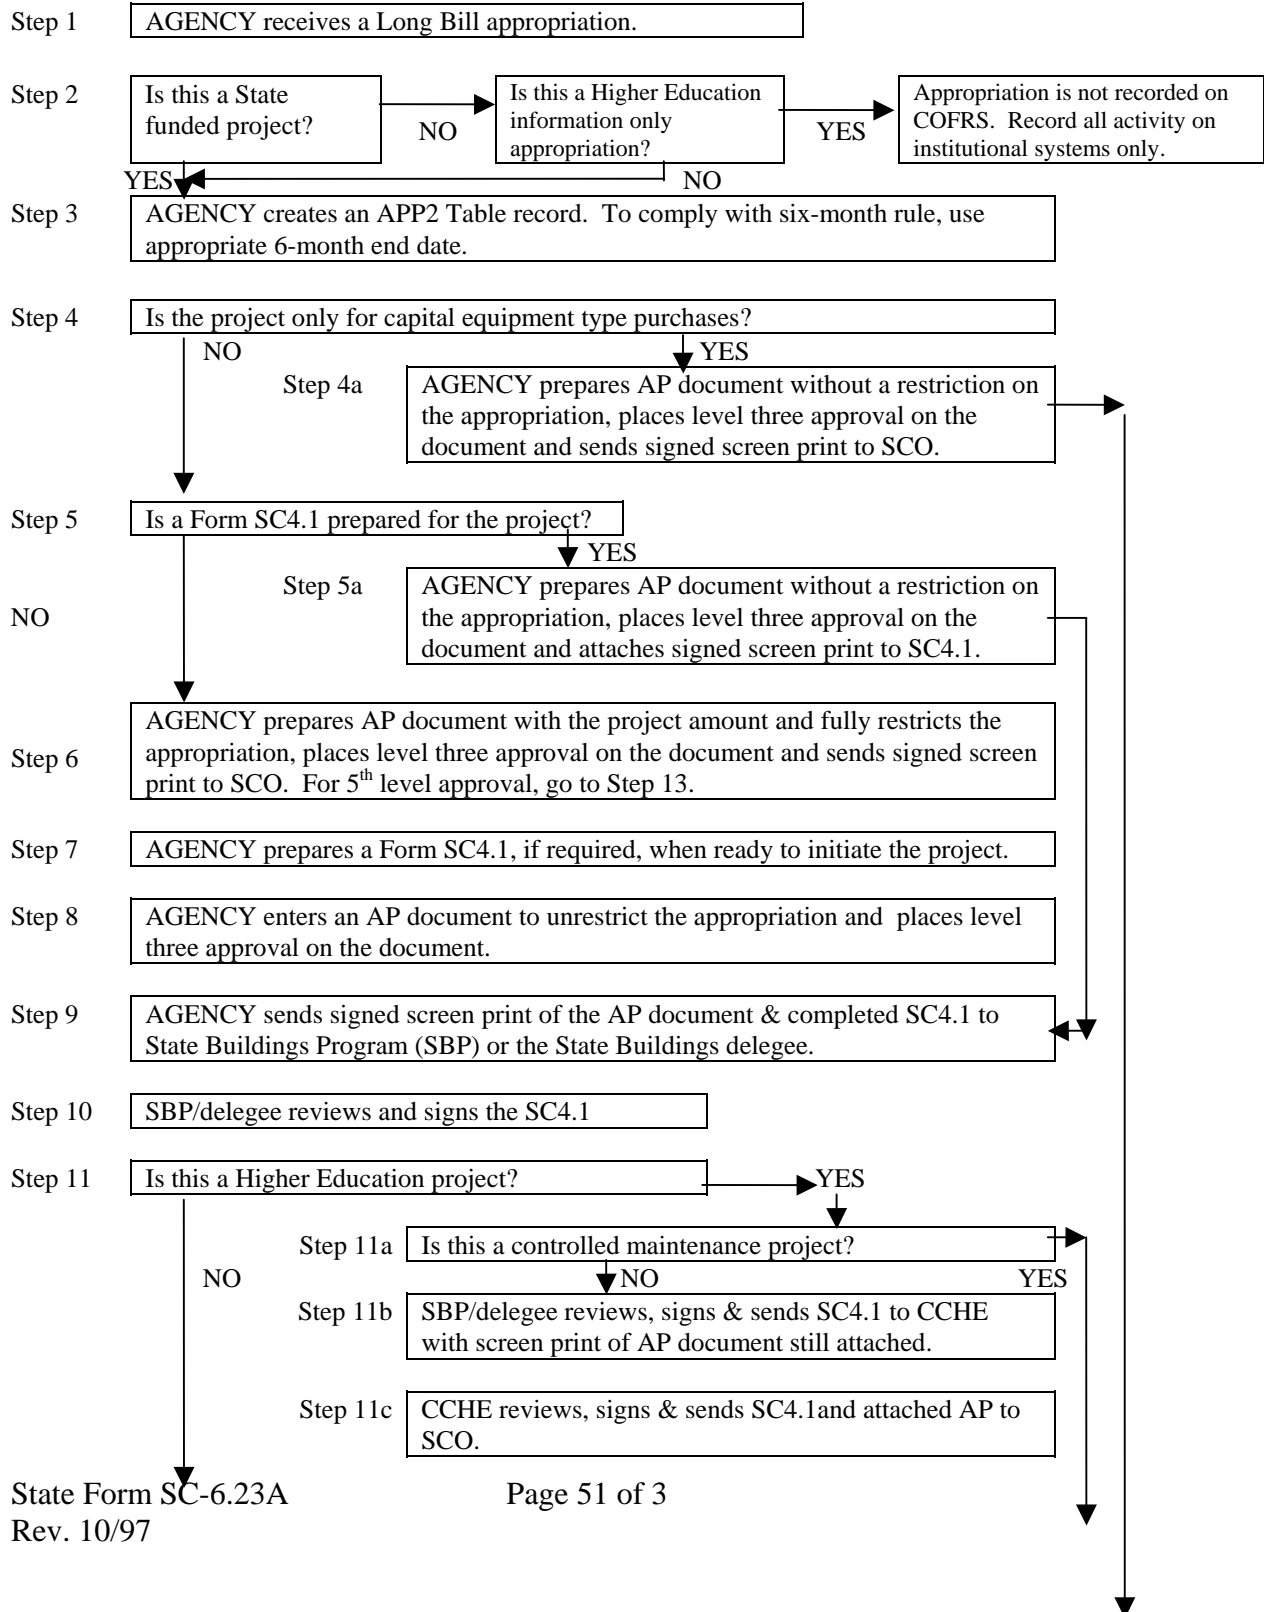 Step 1
AGENCY receives a Long Bill appropriation.
Step 2
Is this a State
funded project?
NO
Is this a Higher Education
information only
appropriation?
YES
Appropriation is not recorded on
COFRS.  Record all activity on
institutional systems only.
YES
NO
Step 3
AGENCY creates an APP2 Table record.  To comply with six-month rule, use
appropriate 6-month end date.
Step 4
Is the project only for capital equipment type purchases?
NO
YES
Step 4a
AGENCY prepares AP document without a restriction on
the appropriation, places level three approval on the
document and sends signed screen print to SCO.
Step 5
Is a Form SC4.1 prepared for the project?
YES
Step 5a
AGENCY prepares AP document without a restriction on
the appropriation, places level three approval on the
document and attaches signed screen print to SC4.1.
NO
Step 6
AGENCY prepares AP document with the project amount and fully restricts the
appropriation, places level three approval on the document and sends signed screen
print to SCO.  For 5th level approval, go to Step 13.
Step 7
AGENCY prepares a Form SC4.1, if required, when ready to initiate the project.
Step 8
AGENCY enters an AP document to unrestrict the appropriation and  places level
three approval on the document.
Step 9
AGENCY sends signed screen print of the AP document & completed SC4.1 to
State Buildings Program (SBP) or the State Buildings delegee.
Step 10
SBP/delegee reviews and signs the SC4.1
Step 11
Is this a Higher Education project?
YES
Step 11a
Is this a controlled maintenance project?
NO
NO
YES
Step 11b
SBP/delegee reviews, signs & sends SC4.1 to CCHE
with screen print of AP document still attached.
Step 11c
CCHE reviews, signs & sends SC4.1and attached AP to
SCO.
State Form SC-6.23A
Page 51 of 3
Rev. 10/97